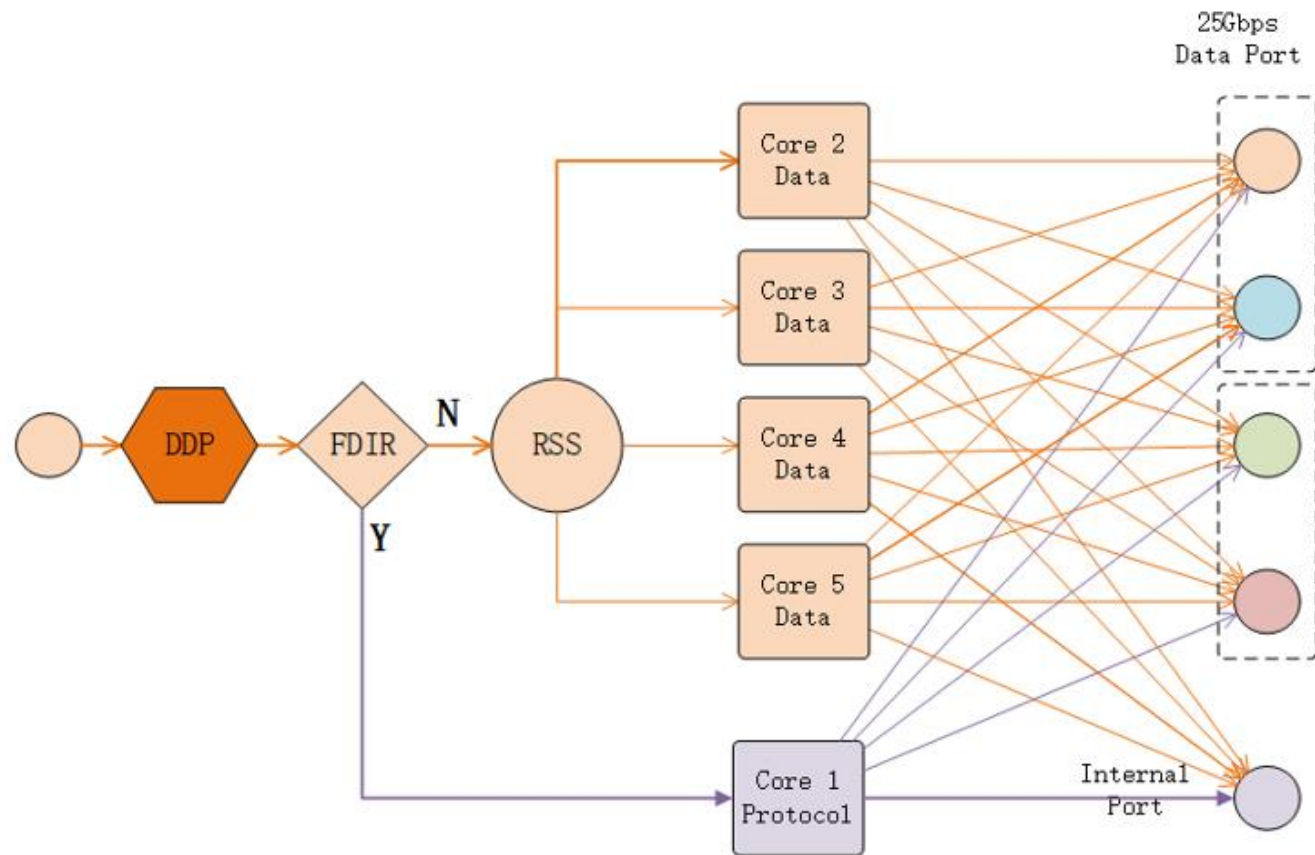 25Gbps
Data Port
Core 2
Data
Core 3
Data
N
DDP
FDIR
RSS
Core 4
Data
Y
Core 5
Data
Core 1
Protocol
Internal
Port